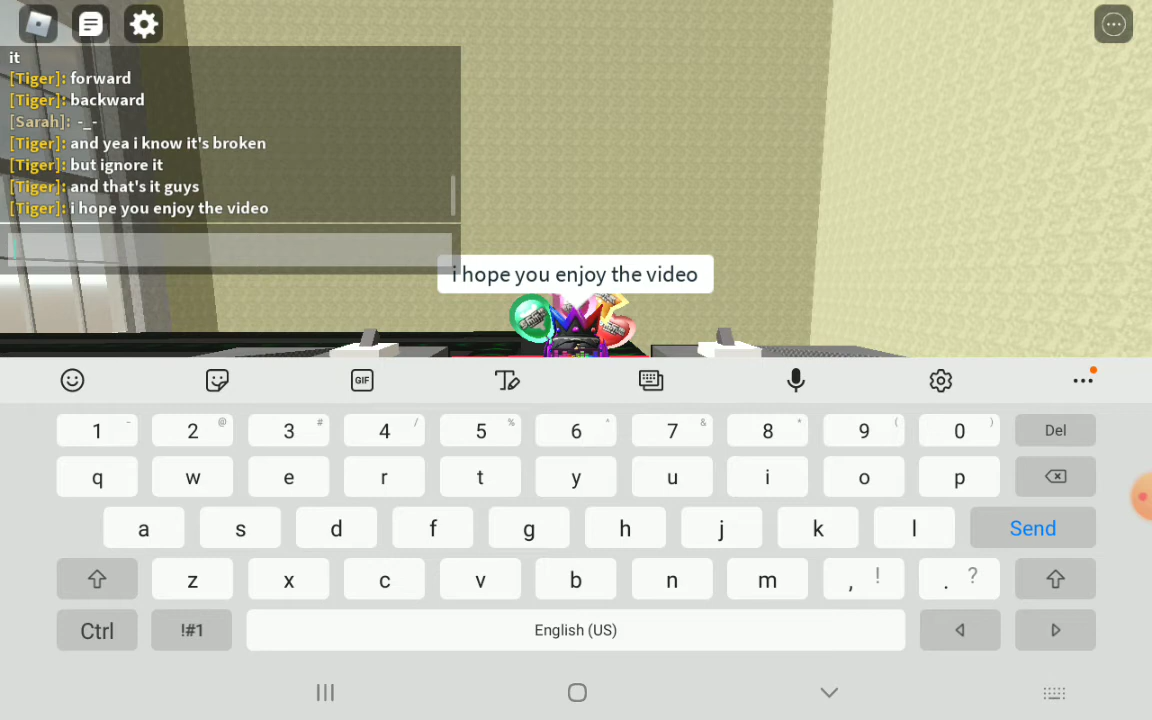 it
[Tiger]: forward
[Tiger]: backward
[Sarah]: -_-
[Tiger]: and yea i know it's broken
[Tiger]: but ignore it
[Tiger]: and that's it guys
[Tiger]: i hope you enjoy the video
i hope you enjoy the video
GIF
1 - 2 @ 3 # 4 / 5 % 6 ^ 7 & 8 * 9 ( 0 ) Del
q w e r t y u i o p
a s d f g h j k l Send
z x c v b n m , ! . ?
Ctrl !#1 English (US)